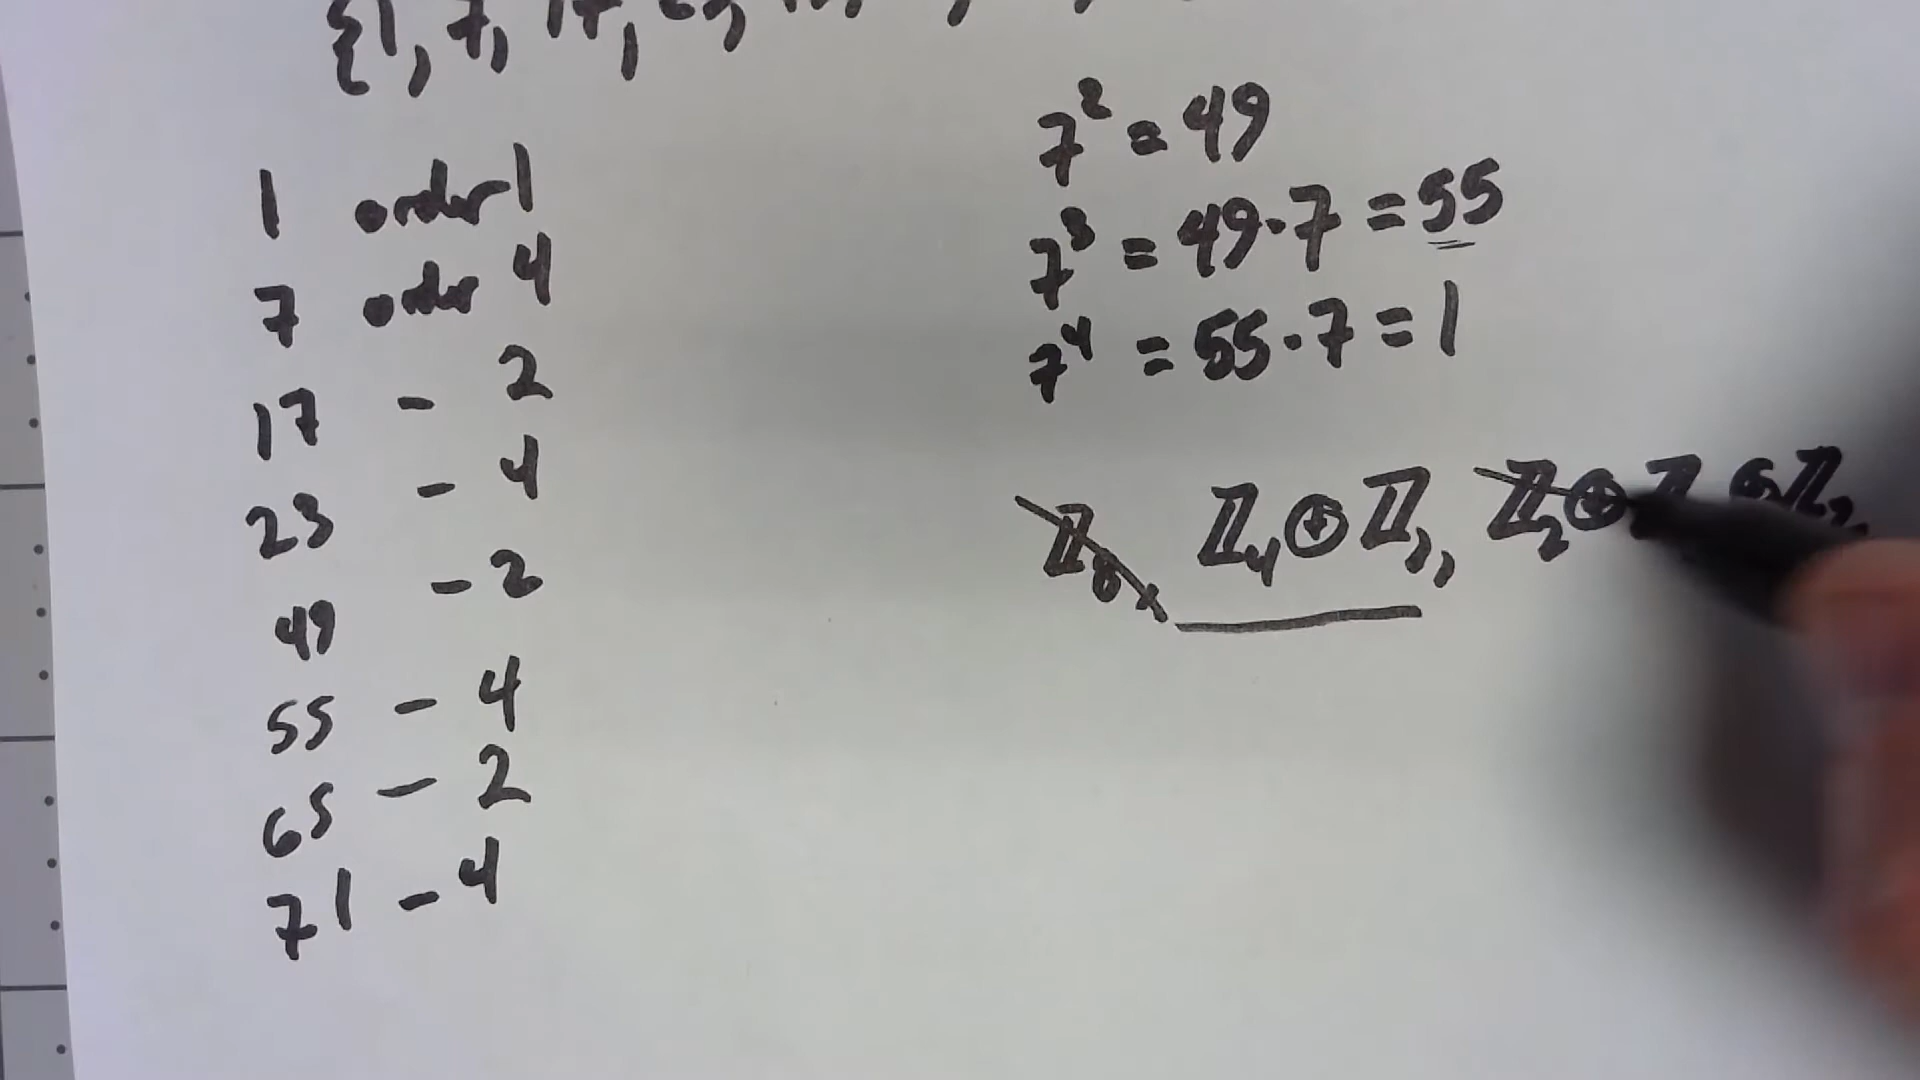 {1, 7, 17,
1 order 1
7 order 4
17 - 2
23 - 4
49 - 2
55 - 4
65 - 2
71 - 4
7² = 49
7³ = 49·7 = 55
7⁴ = 55·7 = 1
ℤ₈, ℤ₄⊕ℤ₂, ℤ₂⊕ℤ ⊕ℤ₂